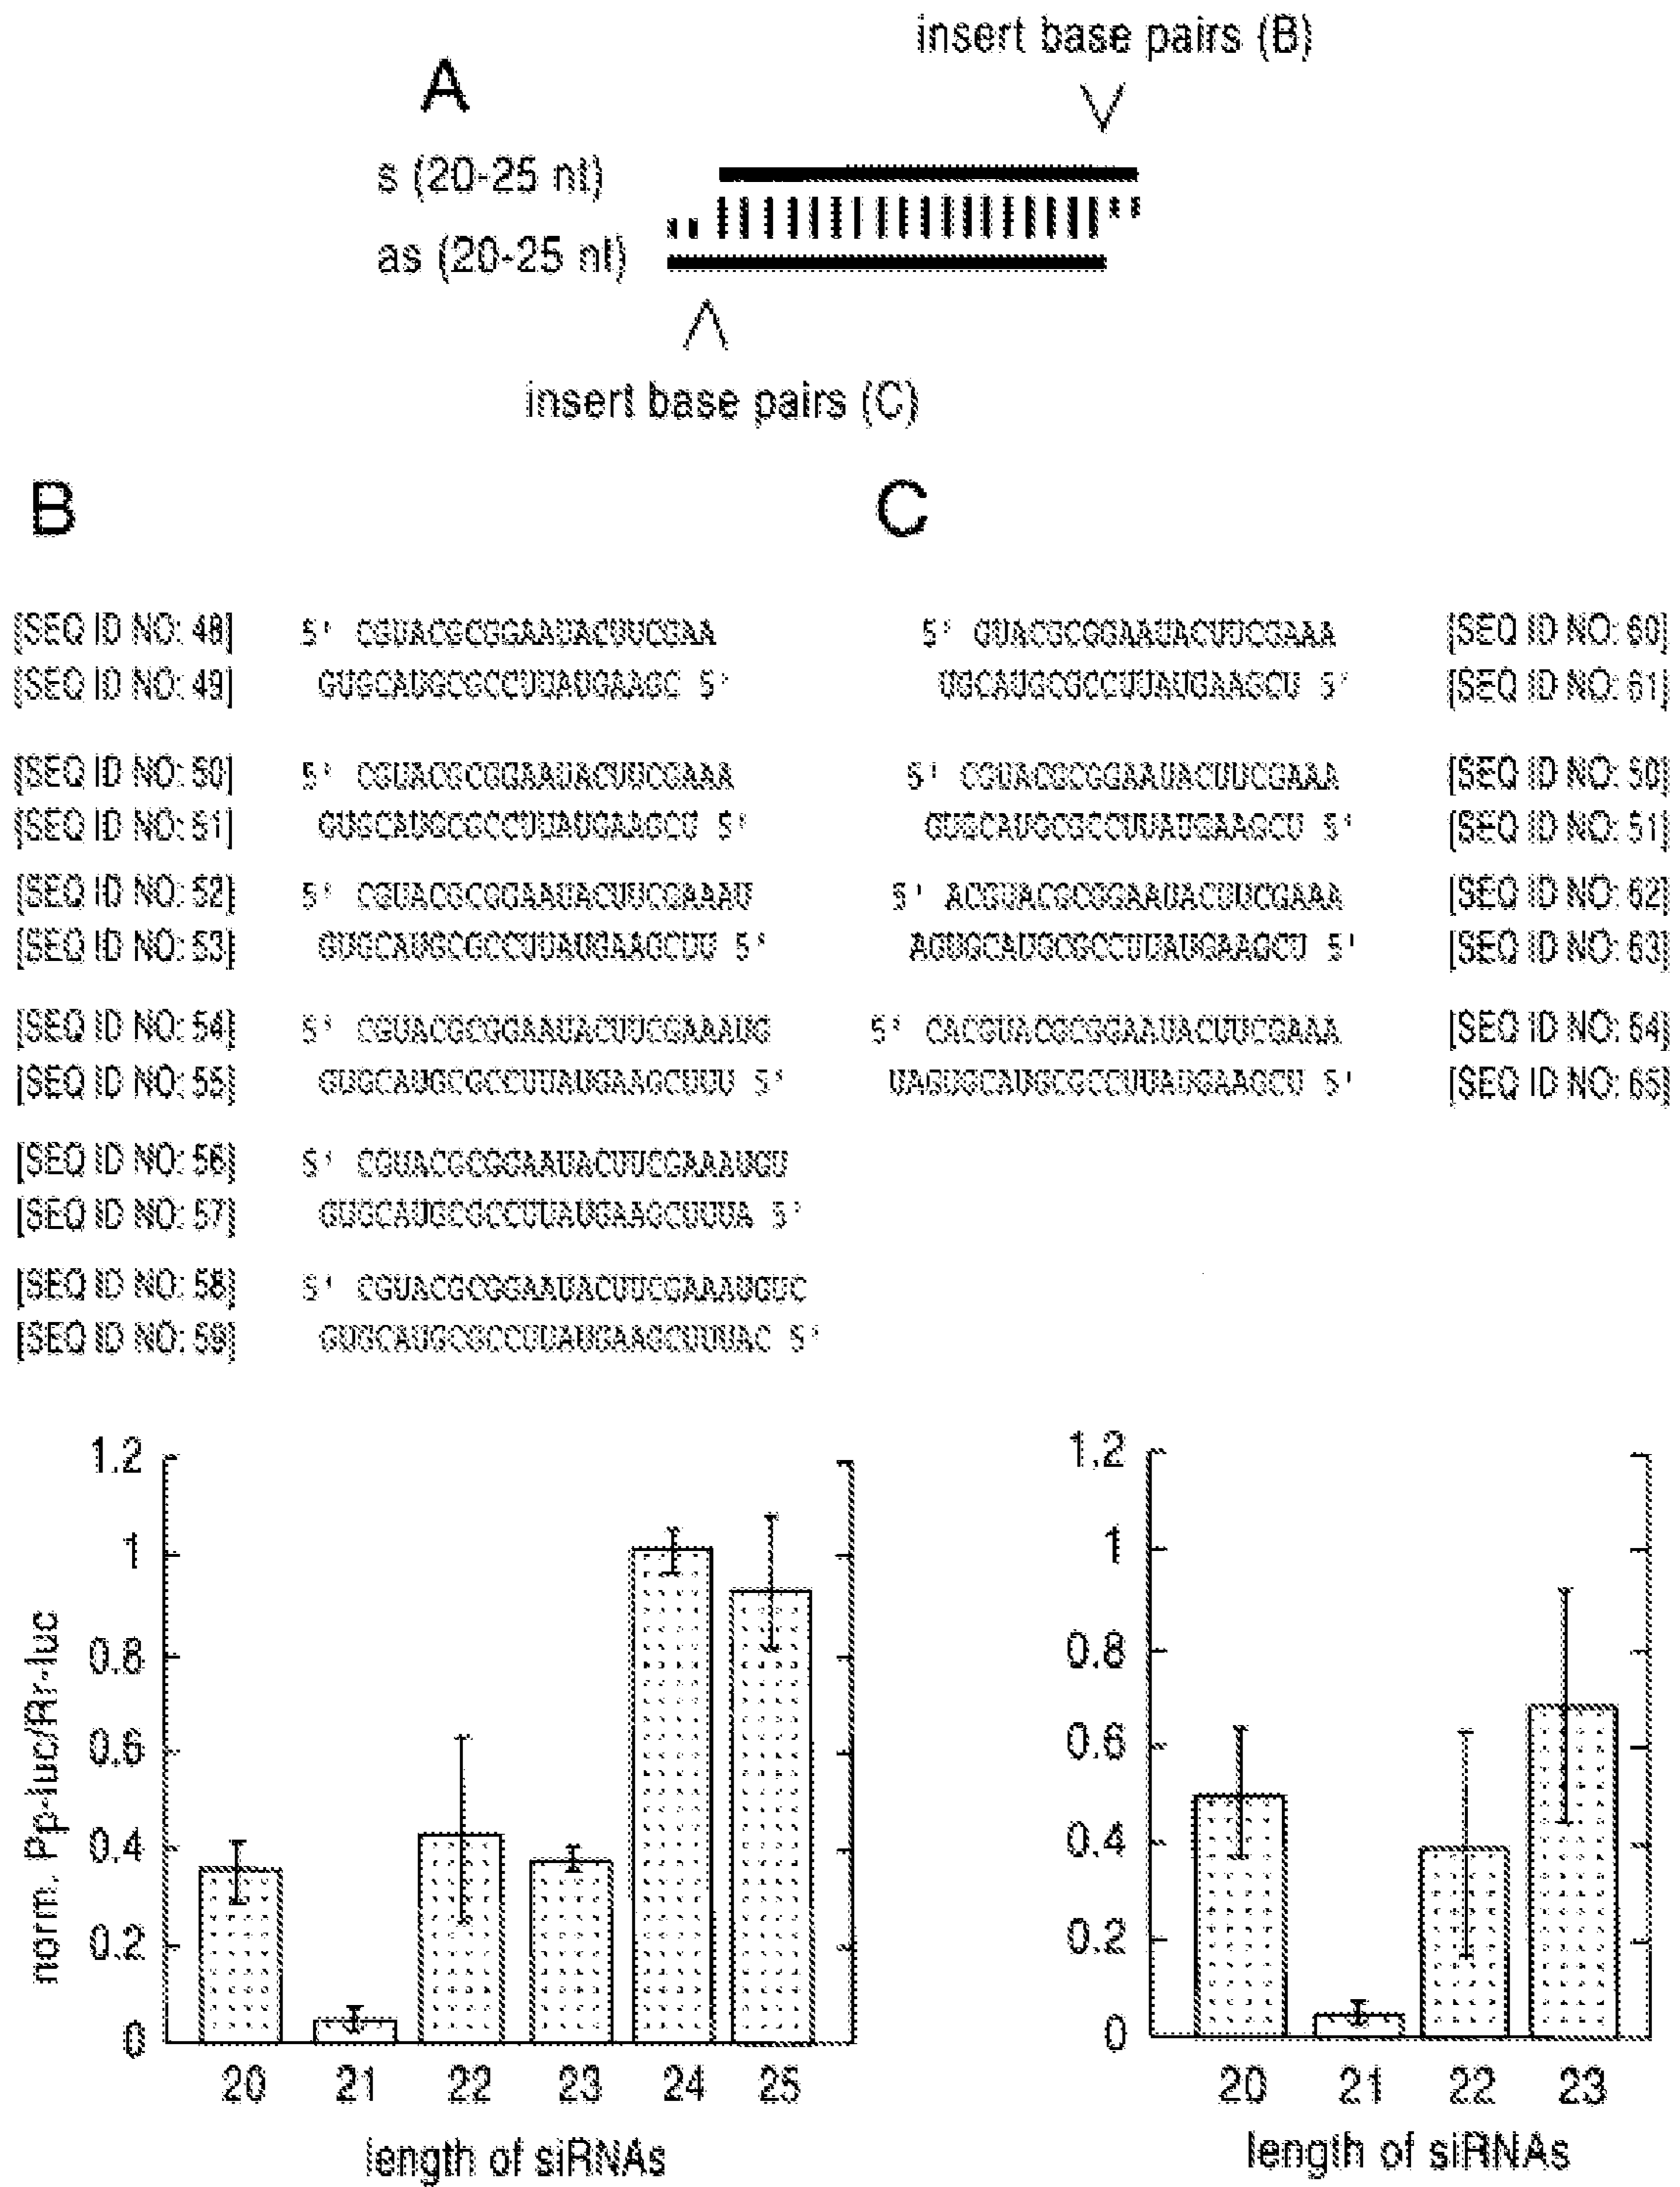 insert base pairs (B)
A
s (20-25 nt)
as (20-25 nt)
insert base pairs (C)
B
[SEQ ID NO: 48] 5' CGUACGCGGAAUACUUCGAA
[SEQ ID NO: 49] GUGCAUGCGCCUUAUGAAGC 5'
[SEQ ID NO: 50] 5' CGUACGCGGAAUACUUCGAAA
[SEQ ID NO: 51] GUGCAUGCGCCUUAUGAAGCU 5'
[SEQ ID NO: 52] 5' CGUACGCGGAAUACUUCGAAAU
[SEQ ID NO: 53] GUGCAUGCGCCUUAUGAAGCUU 5'
[SEQ ID NO: 54] 5' CGUACGCGGAAUACUUCGAAAUG
[SEQ ID NO: 55] GUGCAUGCGCCUUAUGAAGCUUU 5'
[SEQ ID NO: 56] 5' CGUACGCGGAAUACUUCGAAAUGU
[SEQ ID NO: 57] GUGCAUGCGCCUUAUGAAGCUUUA 5'
[SEQ ID NO: 58] 5' CGUACGCGGAAUACUUCGAAAUGUC
[SEQ ID NO: 59] GUGCAUGCGCCUUAUGAAGCUUUAC 5'
norm. Pp-luc/Rr-luc
1.2
1
0.8
0.6
0.4
0.2
0
20 21 22 23 24 25
length of siRNAs
C
5' GUACGCGGAAUACUUCGAAA [SEQ ID NO: 60]
UGCAUGCGCCUUAUGAAGCU 5' [SEQ ID NO: 61]
5' CGUACGCGGAAUACUUCGAAA [SEQ ID NO: 50]
GUGCAUGCGCCUUAUGAAGCU 5' [SEQ ID NO: 51]
5' ACGUACGCGGAAUACUUCGAAA [SEQ ID NO: 62]
AGUGCAUGCGCCUUAUGAAGCU 5' [SEQ ID NO: 63]
5' CACGUACGCGGAAUACUUCGAAA [SEQ ID NO: 64]
UAGUGCAUGCGCCUUAUGAAGCU 5' [SEQ ID NO: 65]
1.2
1
0.8
0.6
0.4
0.2
0
20 21 22 23
length of siRNAs